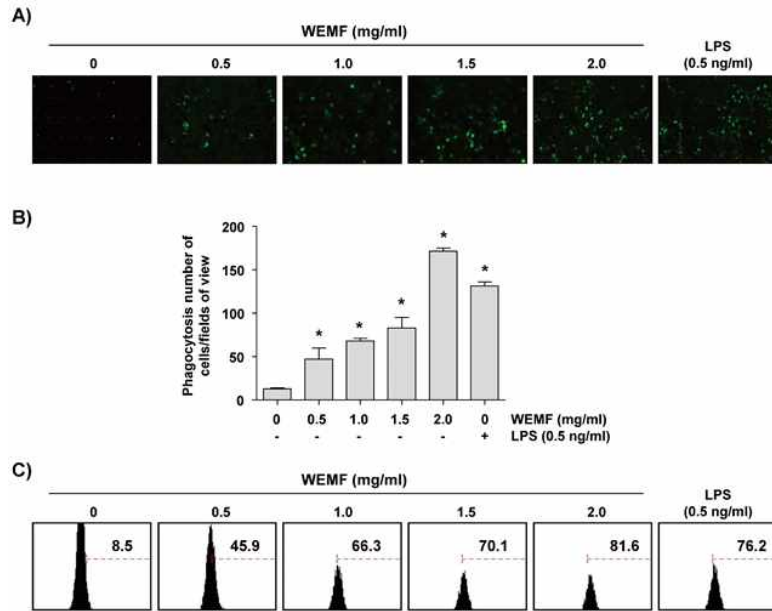 A)
WEMF (mg/ml)
LPS
(0.5 ng/ml)
0 0.5 1.0 1.5 2.0
B)
Phagocytosis number of
cells/fields of view
200
150
100
50
0
* * * * *
0 0.5 1.0 1.5 2.0 0 WEMF (mg/ml)
- - - - - + LPS (0.5 ng/ml)
C)
WEMF (mg/ml)
LPS
(0.5 ng/ml)
0 0.5 1.0 1.5 2.0
8.5 45.9 66.3 70.1 81.6 76.2